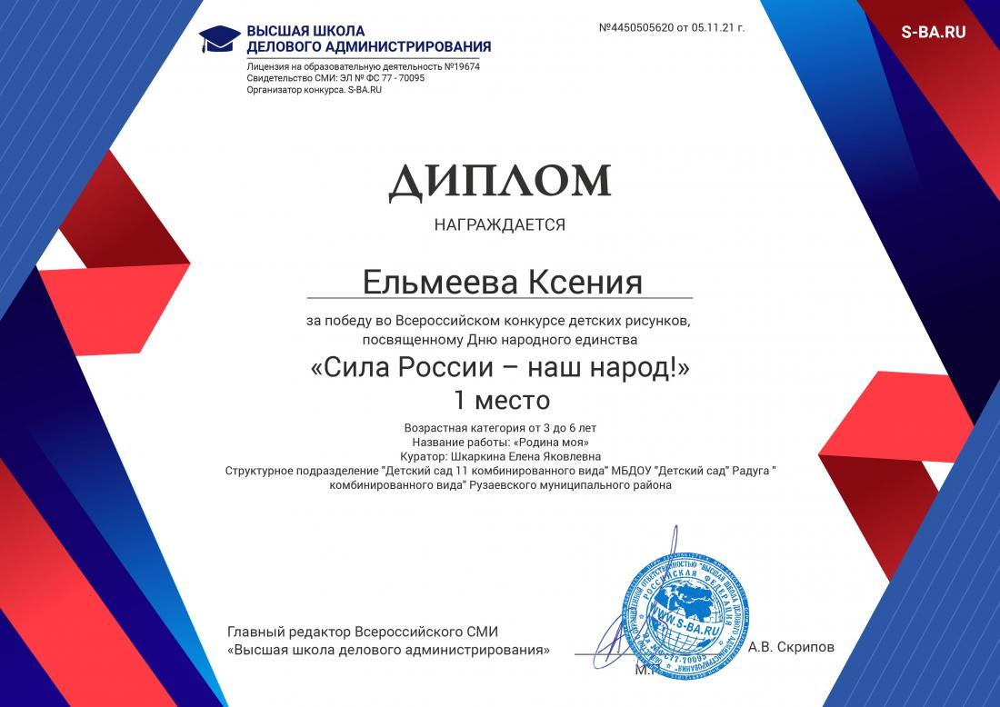 ВЫСШАЯ ШКОЛА
ДЕЛОВОГО АДМИНИСТРИРОВАНИЯ
Лицензия на образовательную деятельность №19674
Свидетельство СМИ: ЭЛ № ФС 77 - 70095
Организатор конкурса. S-BA.RU
№4450505620 от 05.11.21 г.
S-BA.RU
ДИПЛОМ
НАГРАЖДАЕТСЯ
Ельмеева Ксения
за победу во Всероссийском конкурсе детских рисунков,
посвященному Дню народного единства
«Сила России – наш народ!»
1 место
Возрастная категория от 3 до 6 лет
Название работы: «Родина моя»
Куратор: Шкаркина Елена Яковлевна
Структурное подразделение "Детский сад 11 комбинированного вида" МБДОУ "Детский сад" Радуга "
комбинированного вида" Рузаевского муниципального района
Главный редактор Всероссийского СМИ
«Высшая школа делового администрирования»
РОССИЙСКАЯ ФЕДЕРАЦИЯ
WWW.S-BA.RU
А.В. Скрипов